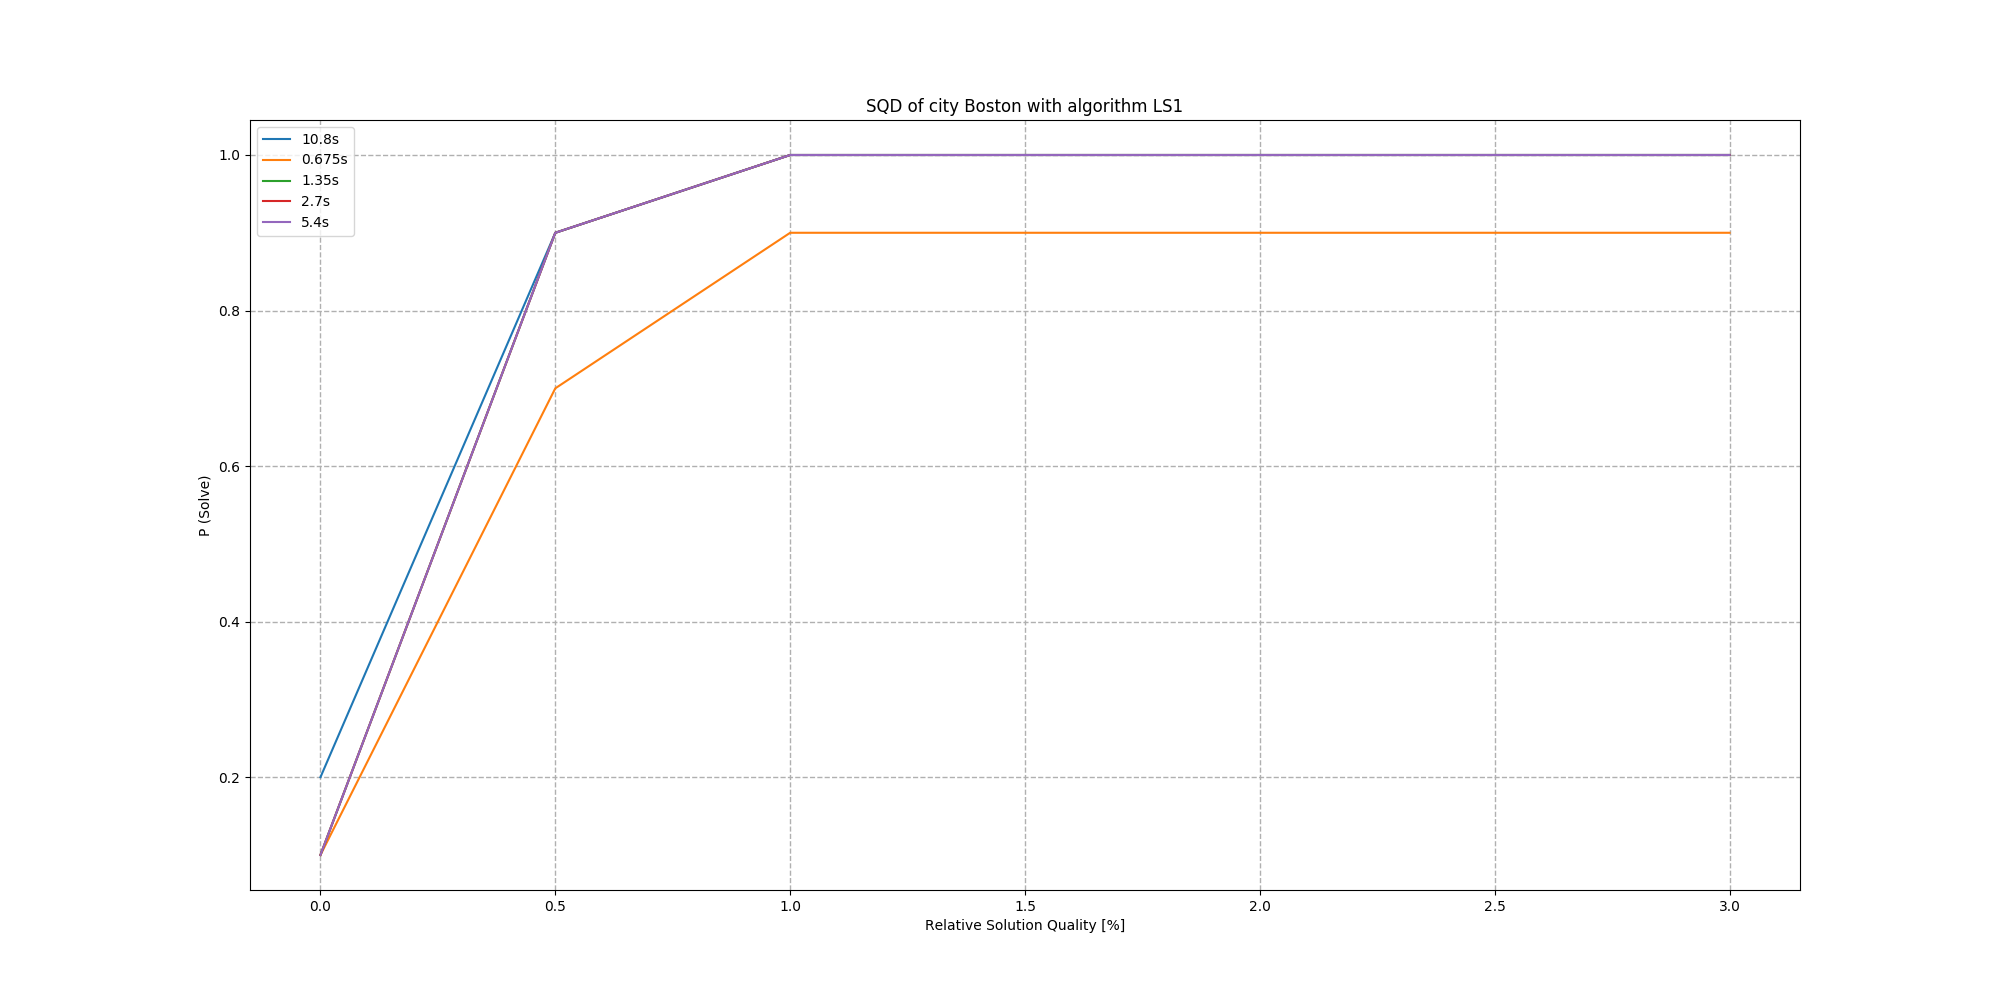 SQD of city Boston with algorithm LS1
10.8s
0.675s
1.35s
2.7s
5.4s
1.0
0.8
0.6
0.4
0.2
P (Solve)
0.0 0.5 1.0 1.5 2.0 2.5 3.0
Relative Solution Quality [%]